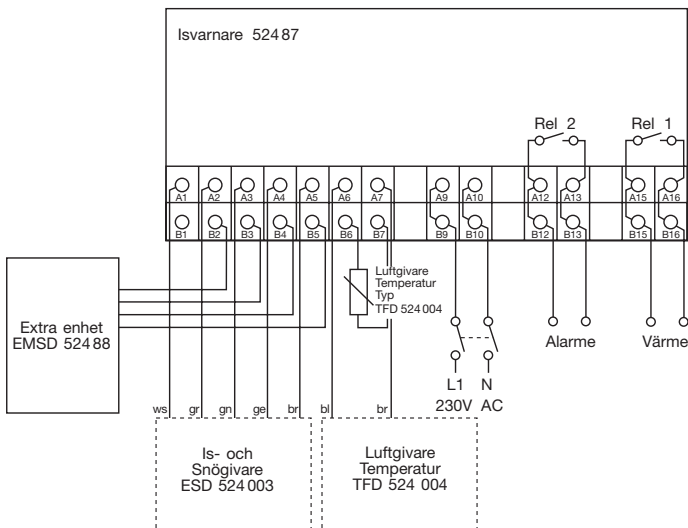 Isvarnare 524 87
Rel 2
Rel 1
A1 A2 A3 A4 A5 A6 A7 A9 A10 A12 A13 A15 A16
B1 B2 B3 B4 B5 B6 B7 B9 B10 B12 B13 B15 B16
Luftgivare
Temperatur
Typ
TFD 524 004
Extra enhet
EMSD 524 88
Alarme
Värme
L1 N
230V AC
ws gr gn ge br bl br
Is- och
Snögivare
ESD 524 003
Luftgivare
Temperatur
TFD 524 004